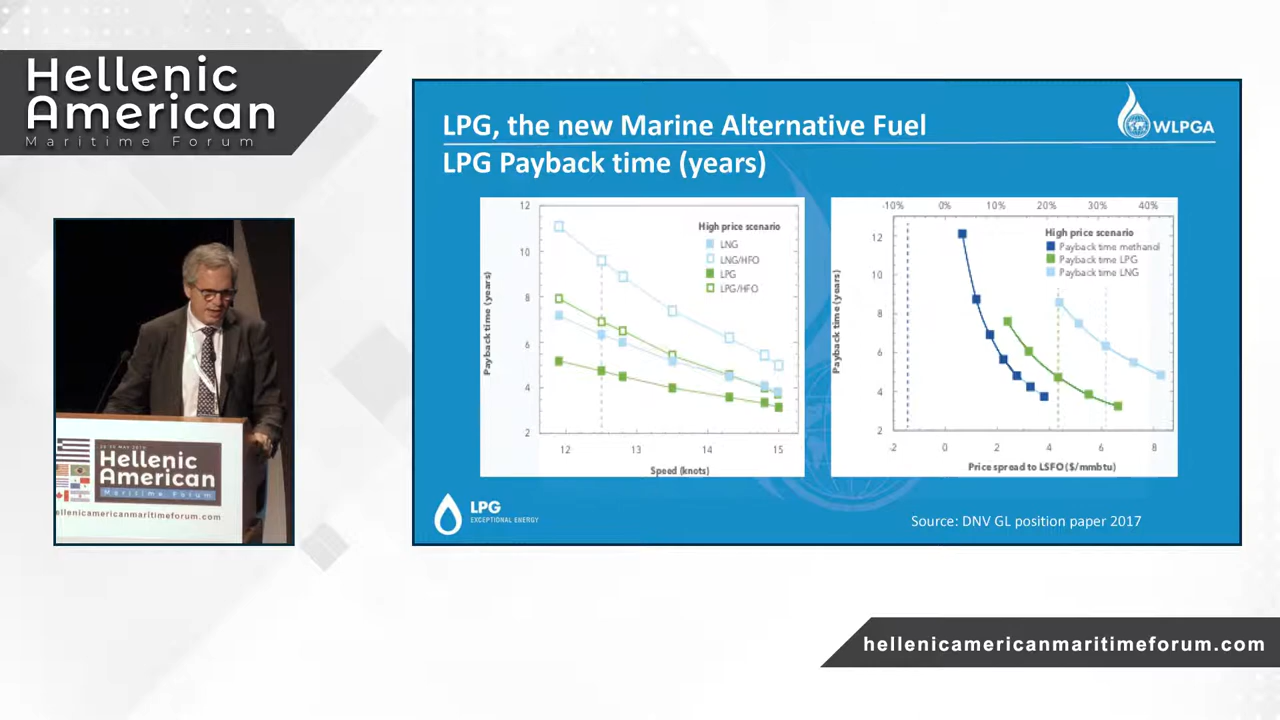 Hellenic
American
Maritime Forum
LPG, the new Marine Alternative Fuel
WLPGA
LPG Payback time (years)
12
10
8
6
4
2
Payback time (years)
High price scenario
LNG
LNG/HFO
LPG
LPG/HFO
12
13
14
15
Speed (knots)
-10%
0%
10%
20%
30%
40%
12
10
8
6
4
2
Payback time (years)
High price scenario
Payback time methanol
Payback time LPG
Payback time LNG
-2
0
2
4
6
8
Price spread to LSFO ($/mmbtu)
LPG
EXCEPTIONAL ENERGY
Source: DNV GL position paper 2017
Hellenic
American
Maritime Forum
ellenicamericanmaritimeforum.com
hellenicamericanmaritimeforum.com